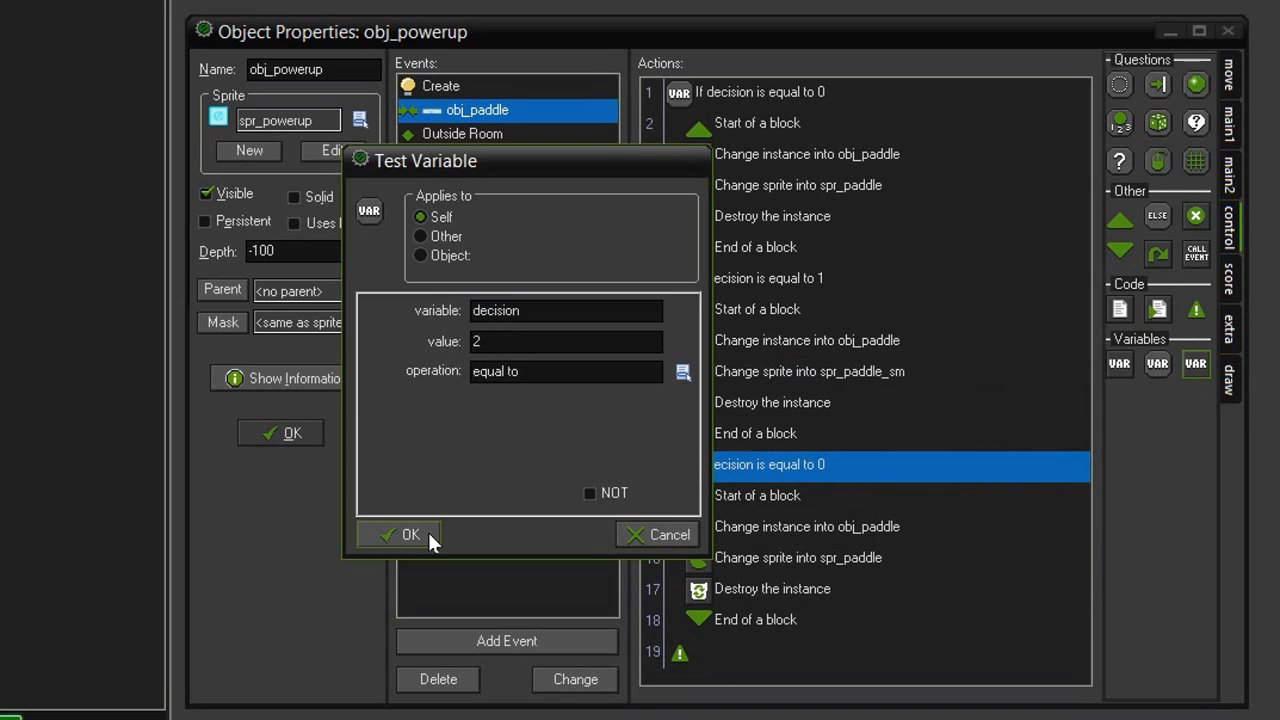 Object Properties: obj_powerup
Name: obj_powerup
Sprite
spr_powerup
New
Edi
Visible
Solid
Persistent
Uses
Depth: -100
Parent <no parent>
Mask <same as sprite
Show Informatio
OK
Events:
Create
obj_paddle
Outside Room
Add Event
Delete
Change
Test Variable
VAR
Applies to
Self
Other
Object:
variable: decision
value: 2
operation: equal to
NOT
OK
Cancel
Actions:
1 VAR If decision is equal to 0
2 Start of a block
Change instance into obj_paddle
Change sprite into spr_paddle
Destroy the instance
End of a block
ecision is equal to 1
Start of a block
Change instance into obj_paddle
Change sprite into spr_paddle_sm
Destroy the instance
End of a block
ecision is equal to 0
Start of a block
Change instance into obj_paddle
Change sprite into spr_paddle
17 Destroy the instance
18 End of a block
19
Questions
Other
ELSE
CALL EVENT
Code
Variables
VAR VAR VAR
move
main1
main2
control
score
extra
draw